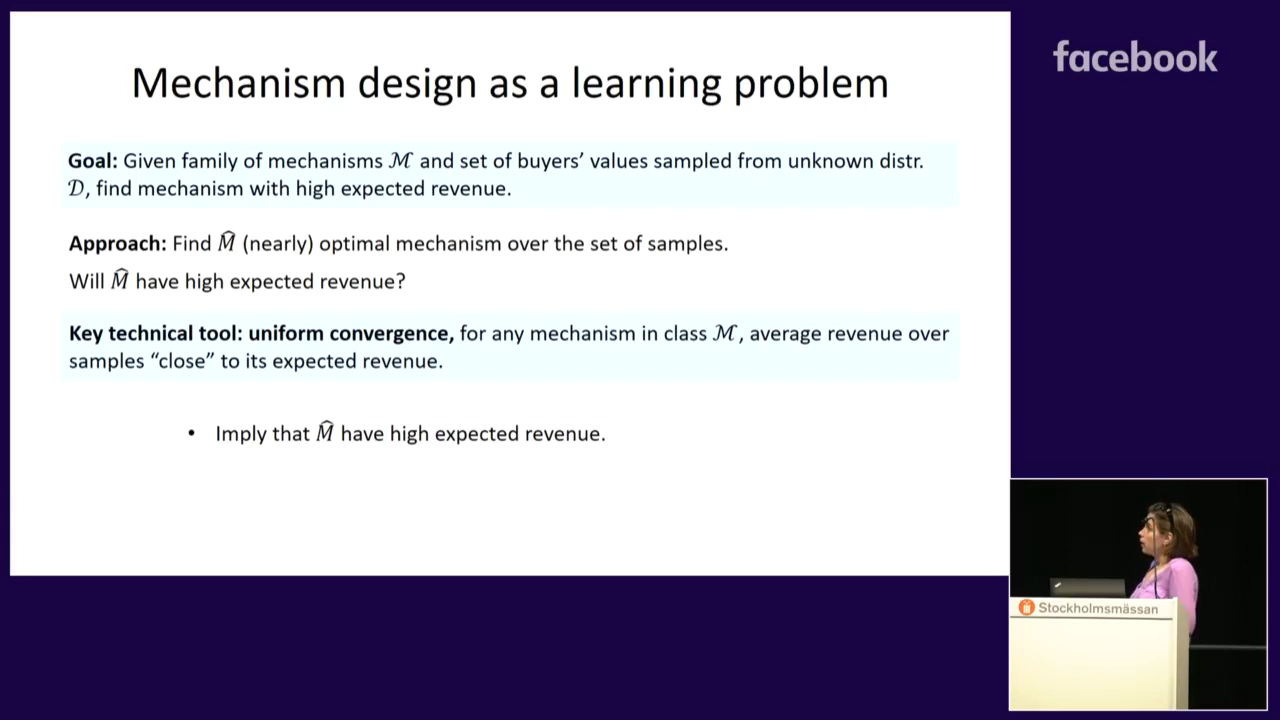 Mechanism design as a learning problem
facebook
Goal: Given family of mechanisms ℳ and set of buyers' values sampled from unknown distr.
𝒟, find mechanism with high expected revenue.
Approach: Find M̂ (nearly) optimal mechanism over the set of samples.
Will M̂ have high expected revenue?
Key technical tool: uniform convergence, for any mechanism in class ℳ, average revenue over
samples “close” to its expected revenue.
• Imply that M̂ have high expected revenue.
Stockholmsmässan